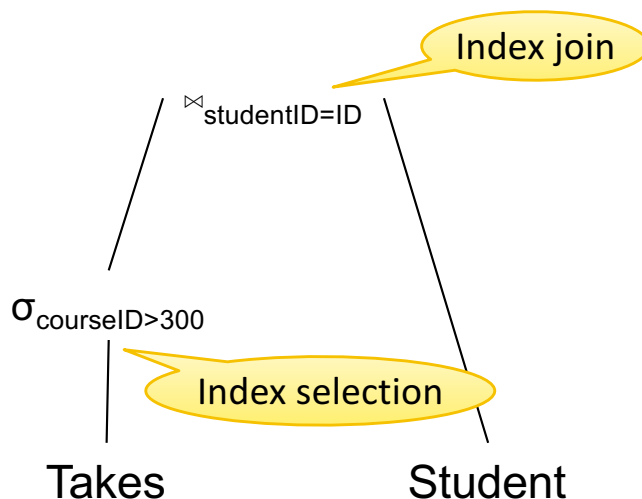 Index join
⋈studentID=ID
σcourseID>300
Index selection
Takes
Student